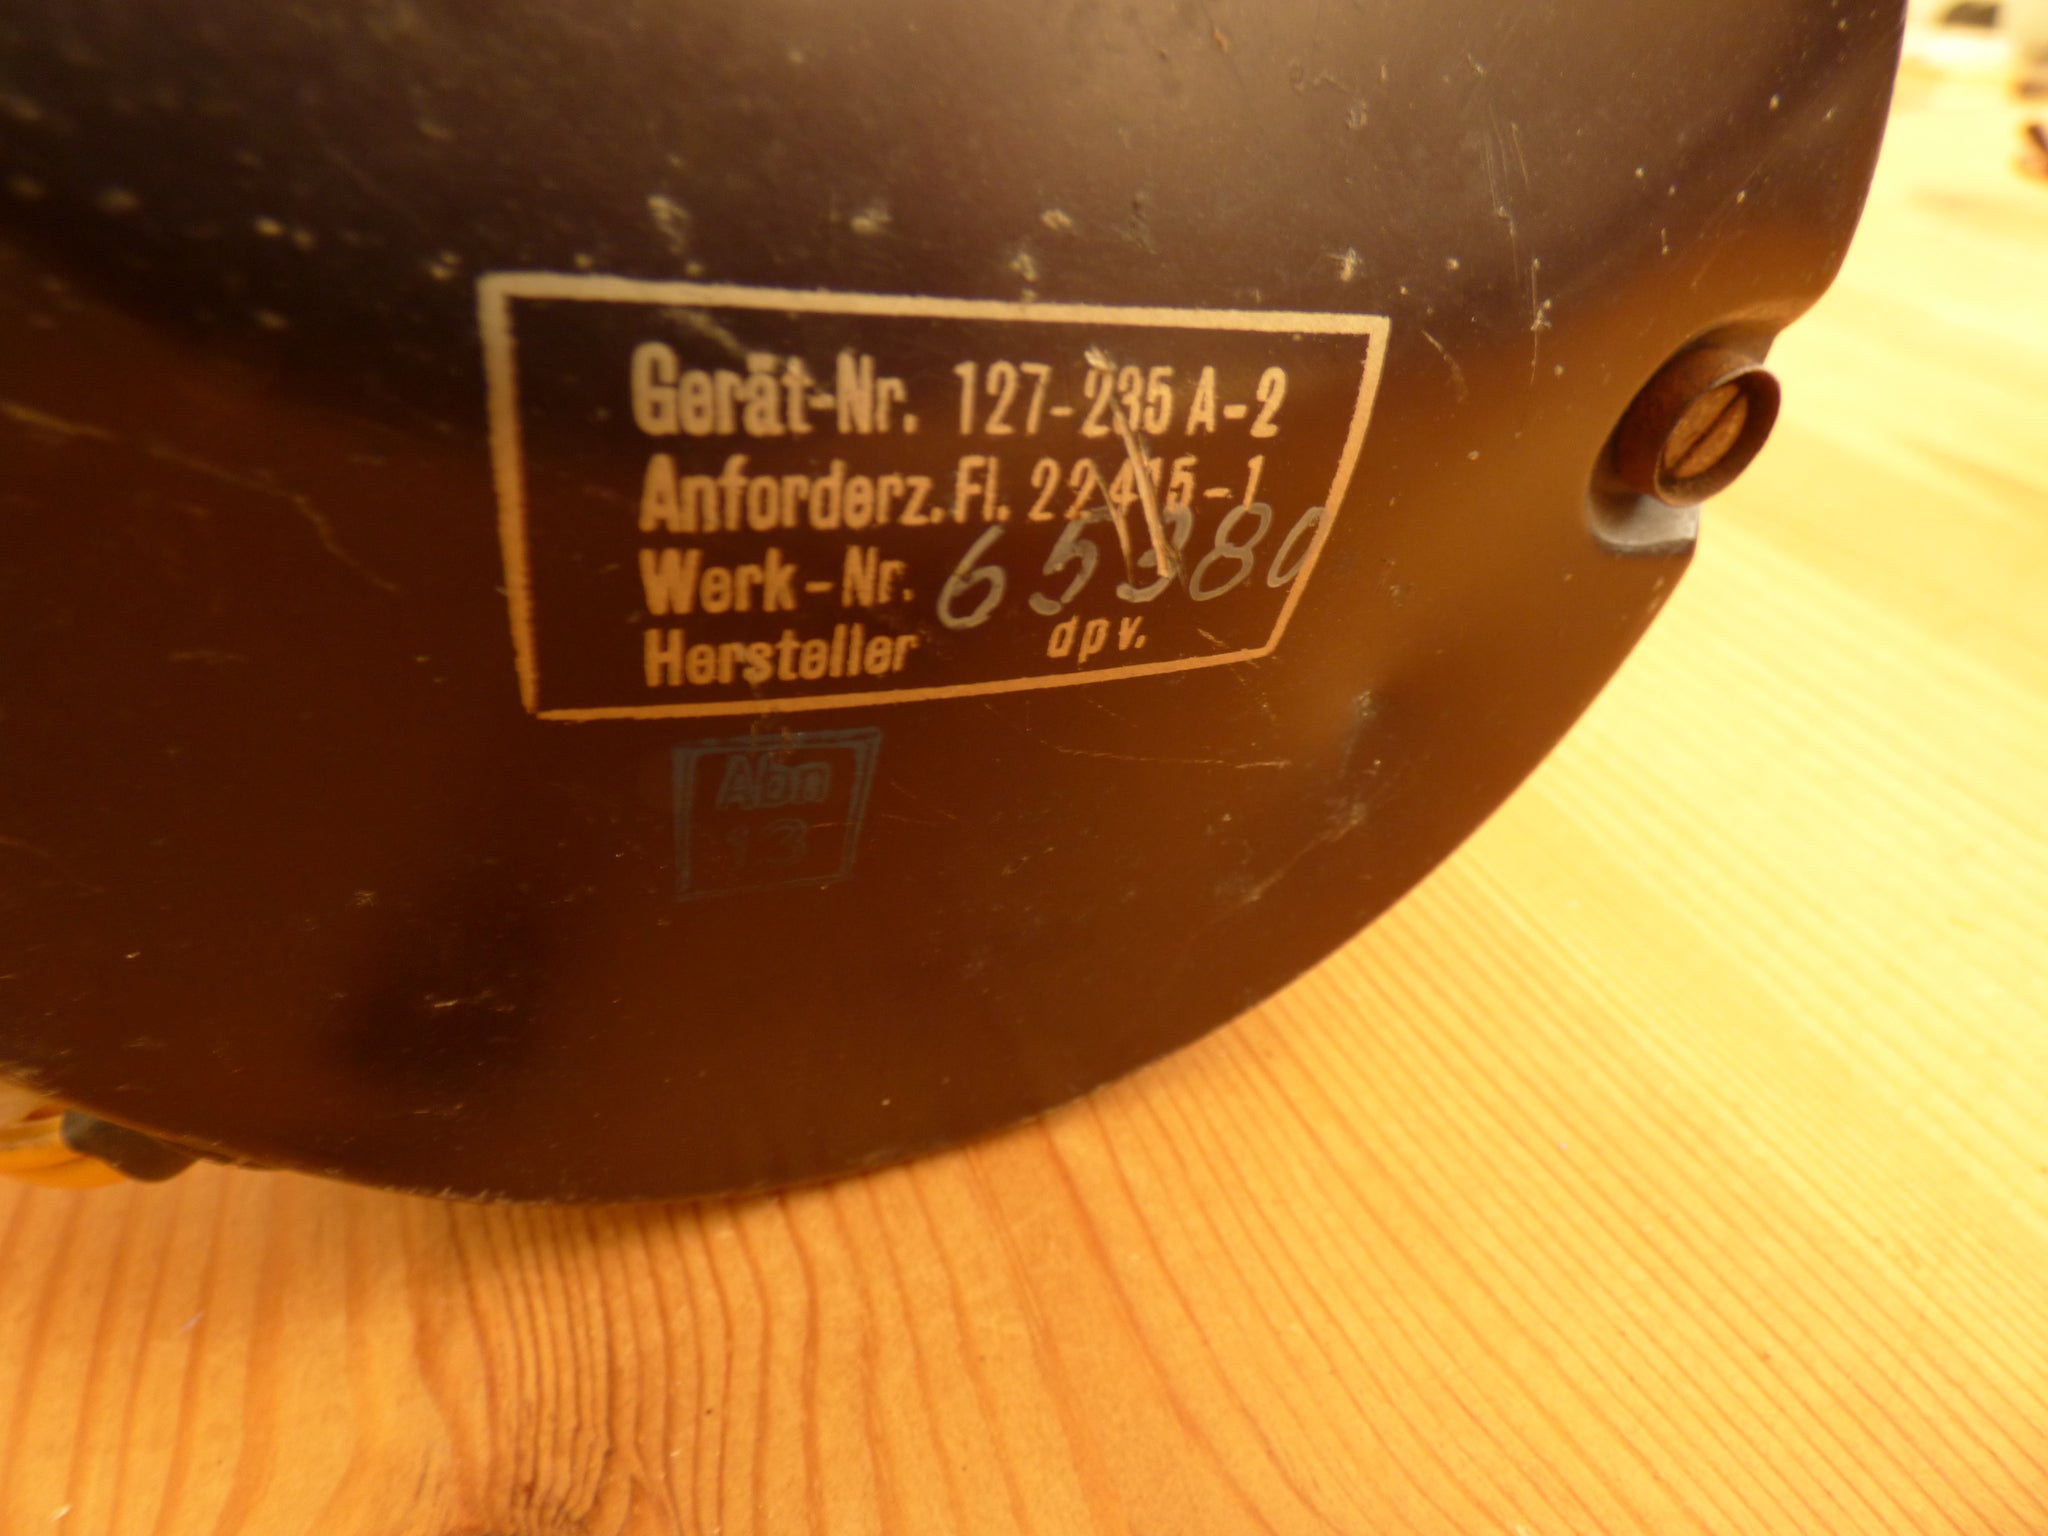 Gerät-Nr. 127-235 A-2
Anforderz. Fl. 22415-1
Werk-Nr. 65380
Hersteller dpv.
Abn
13